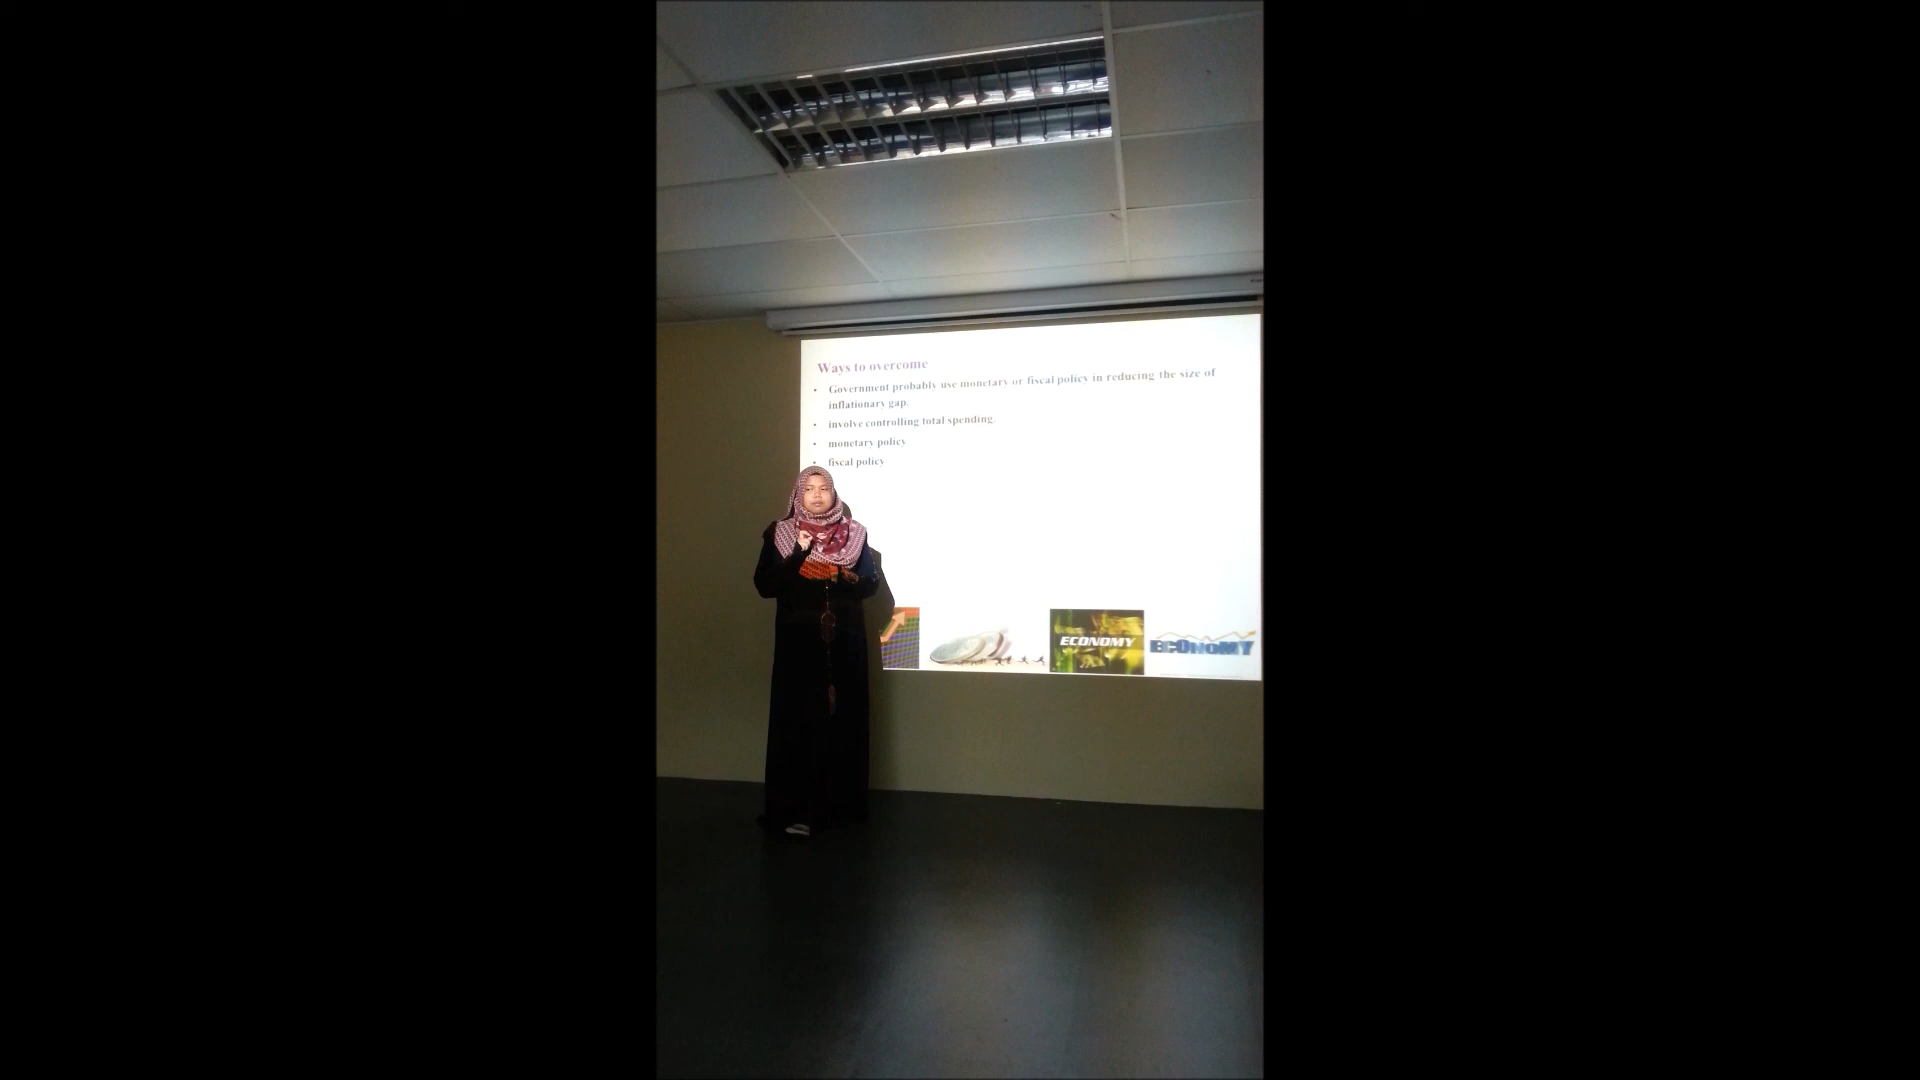 Ways to overcome
• Government probably use monetary or fiscal policy in reducing the size of
inflationary gap.
• involve controlling total spending.
• monetary policy
• fiscal policy
ECONOMY
ECONOMY